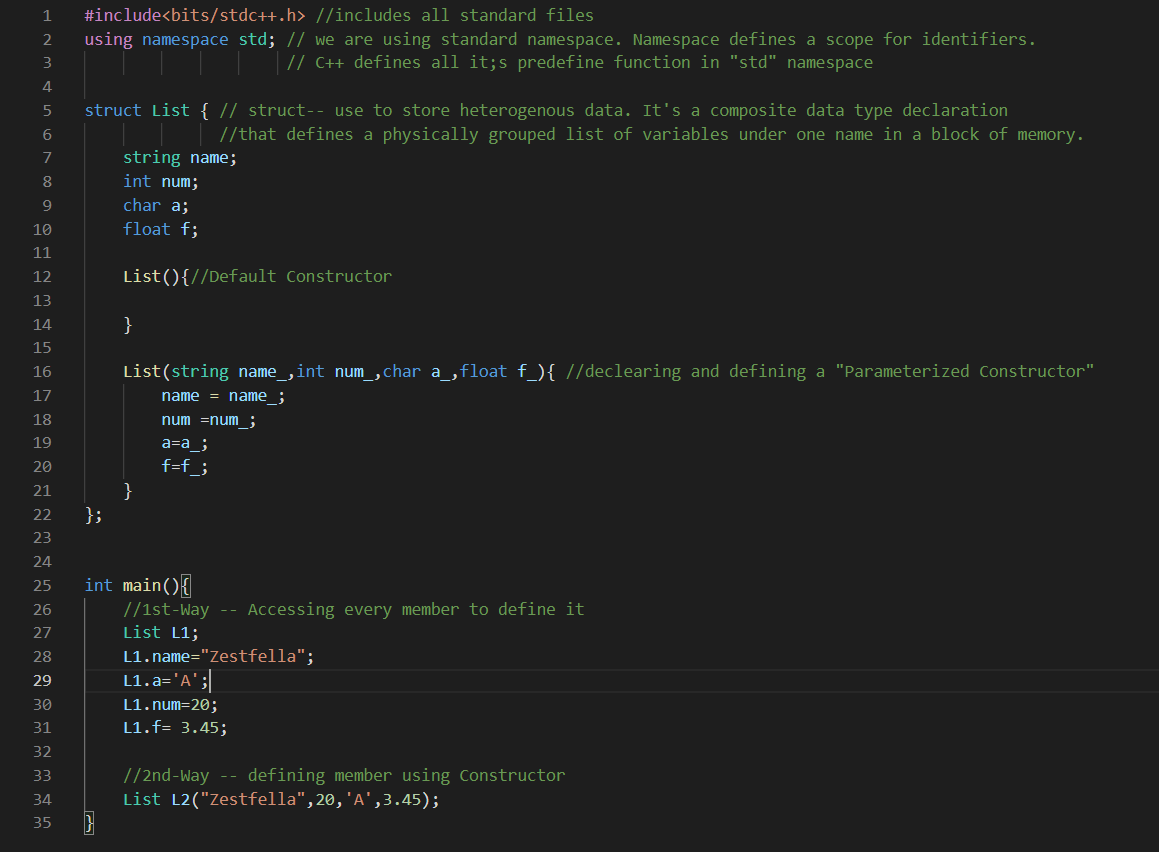 1 #include<bits/stdc++.h> //includes all standard files
2 using namespace std; // we are using standard namespace. Namespace defines a scope for identifiers.
3 // C++ defines all it;s predefine function in "std" namespace
4
5 struct List { // struct-- use to store heterogenous data. It's a composite data type declaration
6 //that defines a physically grouped list of variables under one name in a block of memory.
7 string name;
8 int num;
9 char a;
10 float f;
11
12 List(){//Default Constructor
13
14 }
15
16 List(string name_,int num_,char a_,float f_){ //declearing and defining a "Parameterized Constructor"
17 name = name_;
18 num =num_;
19 a=a_;
20 f=f_;
21 }
22 };
23
24
25 int main(){
26 //1st-Way -- Accessing every member to define it
27 List L1;
28 L1.name="Zestfella";
29 L1.a='A';
30 L1.num=20;
31 L1.f= 3.45;
32
33 //2nd-Way -- defining member using Constructor
34 List L2("Zestfella",20,'A',3.45);
35 }